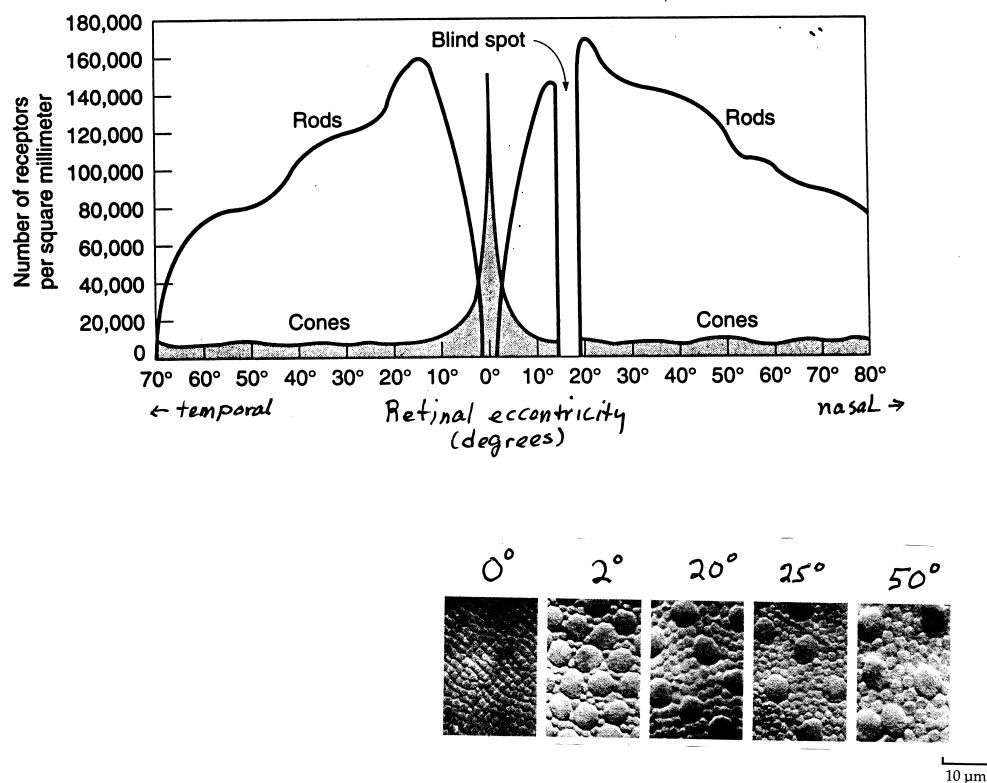 180,000
160,000
140,000
120,000
100,000
80,000
60,000
40,000
20,000
0
Number of receptors
per square millimeter
Blind spot
Rods
Rods
Cones
Cones
70° 60° 50° 40° 30° 20° 10° 0° 10° 20° 30° 40° 50° 60° 70° 80°
← temporal
Retinal eccentricity
(degrees)
nasal →
0° 2° 20° 25° 50°
10 µm